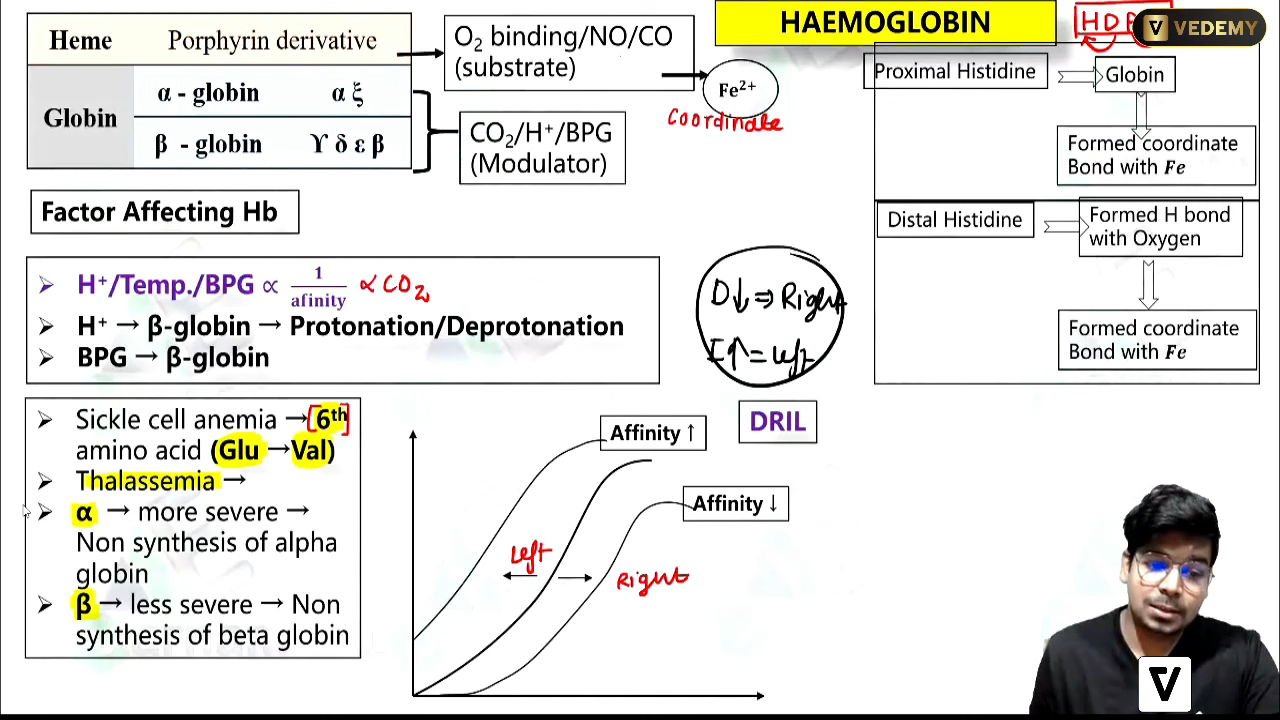 HAEMOGLOBIN
VEDEMY
Heme Porphyrin derivative
Globin
α - globin α ξ
β - globin ϒ δ ε β
O₂ binding/NO/CO
(substrate)
Fe²⁺
Coordinate
CO₂/H⁺/BPG
(Modulator)
Proximal Histidine
Globin
Formed coordinate
Bond with Fe
Distal Histidine
Formed H bond
with Oxygen
Formed coordinate
Bond with Fe
Factor Affecting Hb
➢ H⁺/Temp./BPG ∝ 1/afinity ∝ CO₂
➢ H⁺ → β-globin → Protonation/Deprotonation
➢ BPG → β-globin
D↓ ⇒ Right
I↑ = Left
DRIL
➢ Sickle cell anemia → [6th]
amino acid (Glu → Val)
➢ Thalassemia →
➢ α → more severe →
Non synthesis of alpha
globin
➢ β → less severe → Non
synthesis of beta globin
Affinity ↑
Affinity ↓
Left
Right